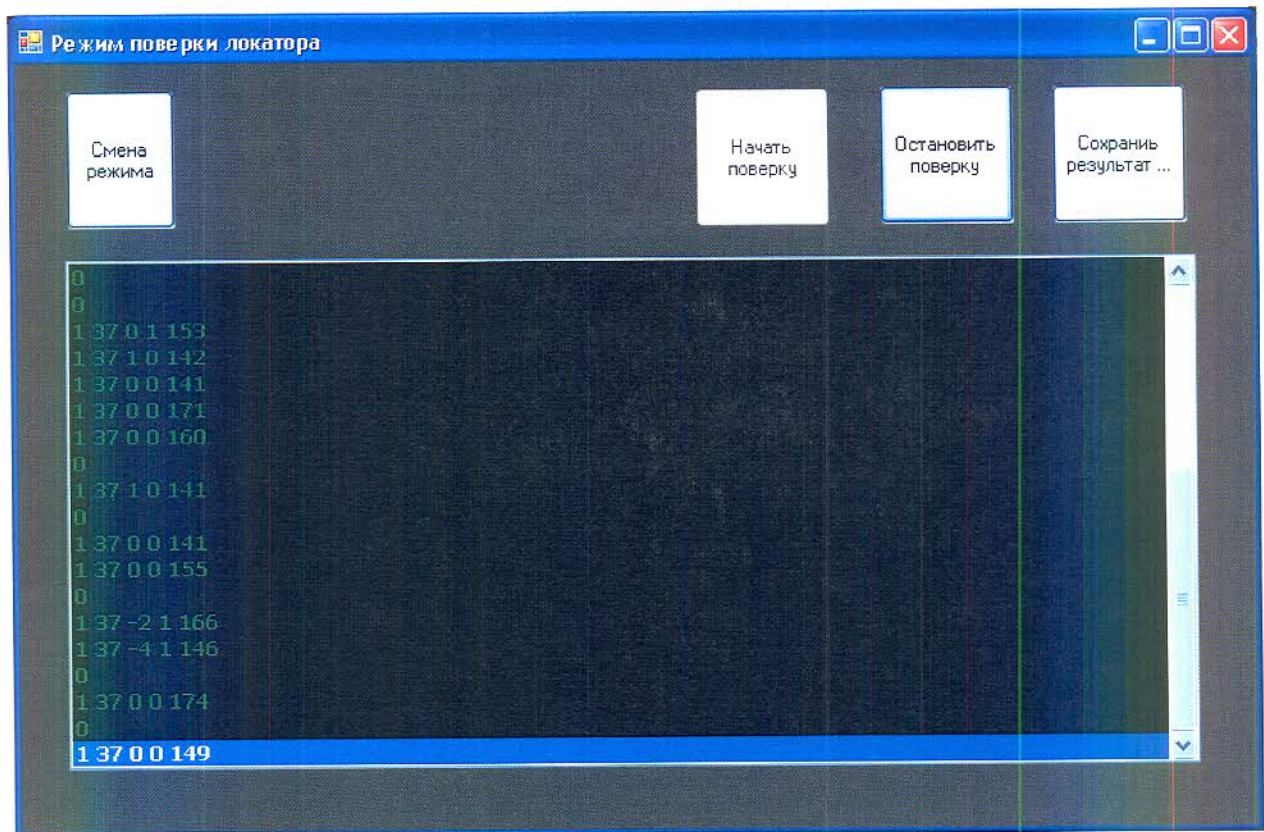 Режим поверки локатора
Смена
режима
Начать
поверку
Остановить
поверку
Сохраниь
результат ...
0
0
1 37 0 1 153
1 37 1 0 142
1 37 0 0 141
1 37 0 0 171
1 37 0 0 160
0
1 37 1 0 141
0
1 37 0 0 141
1 37 0 0 155
0
1 37 -2 1 166
1 37 -4 1 146
0
1 37 0 0 174
0
1 37 0 0 149